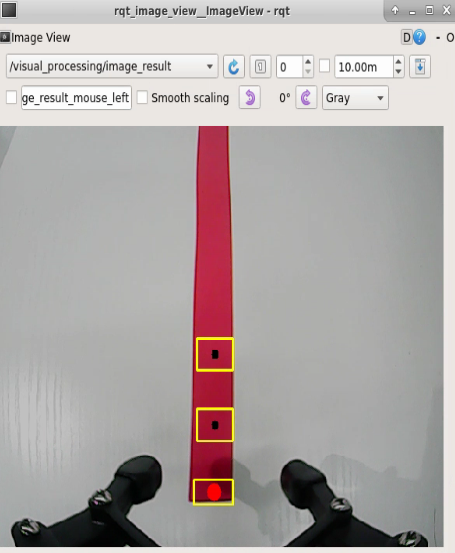 rqt_image_view__ImageView - rqt
Image View D - O
/visual_processing/image_result 0 10.00m
ge_result_mouse_left Smooth scaling 0° Gray